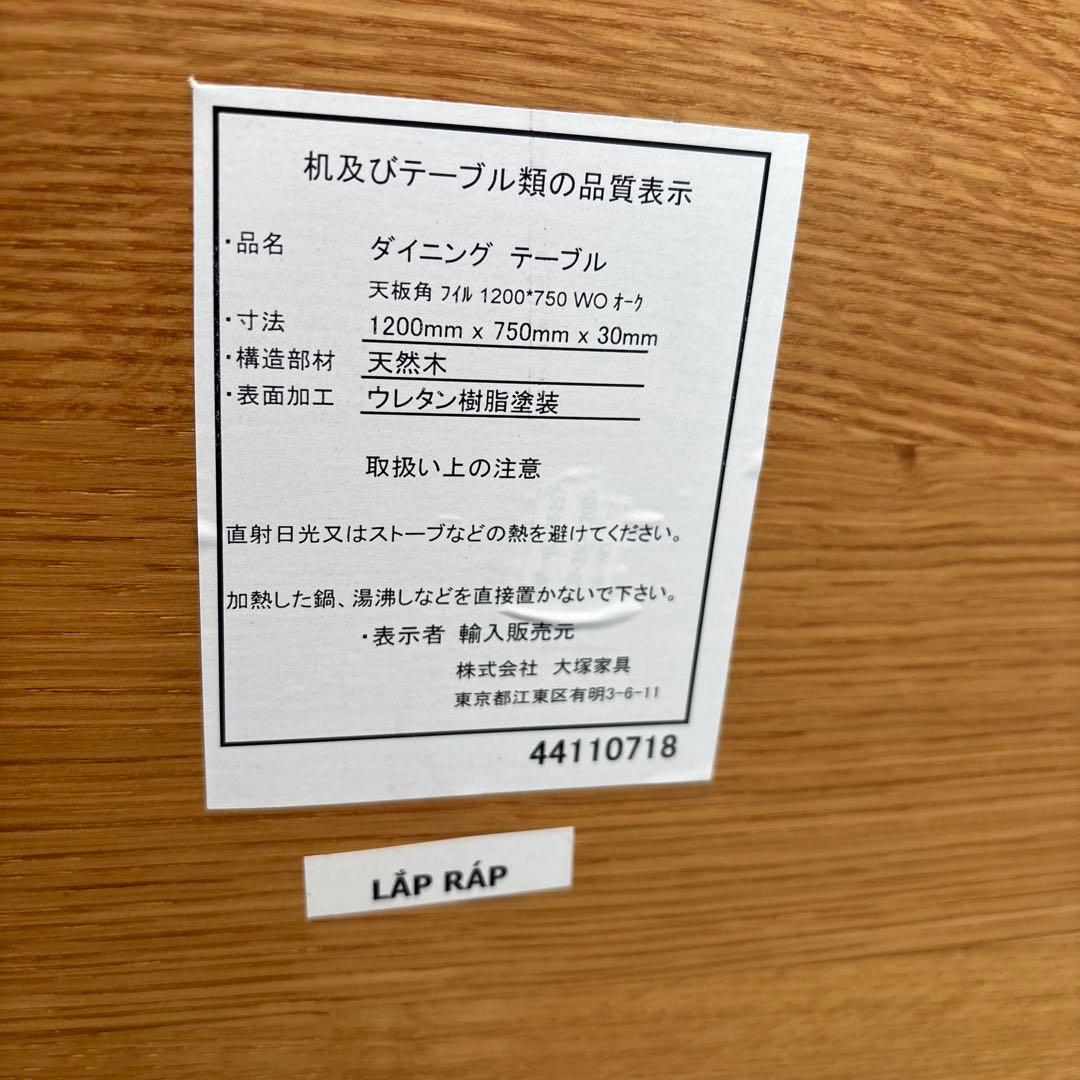 机及びテーブル類の品質表示
・品名 ダイニング テーブル
天板角 ﾌｲﾙ 1200*750 WO ｵｰｸ
・寸法 1200mm x 750mm x 30mm
・構造部材 天然木
・表面加工 ウレタン樹脂塗装
取扱い上の注意
直射日光又はストーブなどの熱を避けてください。
加熱した鍋、湯沸しなどを直接置かないで下さい。
・表示者 輸入販売元
株式会社 大塚家具
東京都江東区有明3-6-11
44110718
LẮP RÁP